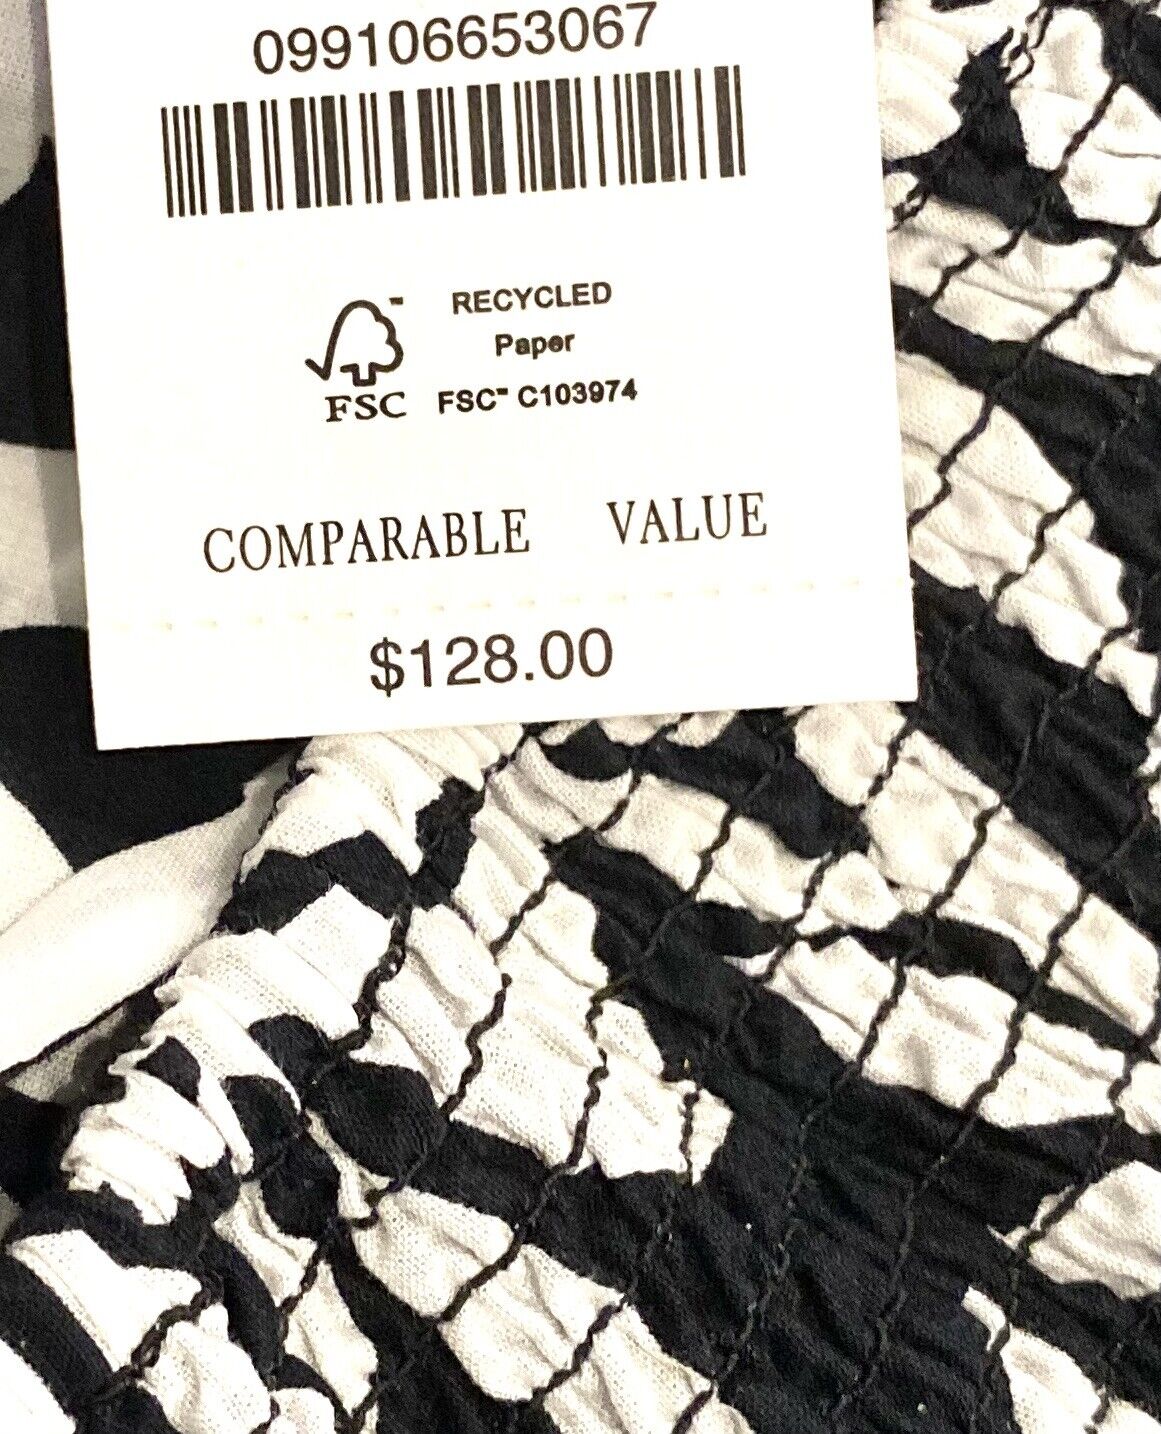 099106653067
RECYCLED
Paper
FSC FSC™ C103974
COMPARABLE VALUE
$128.00